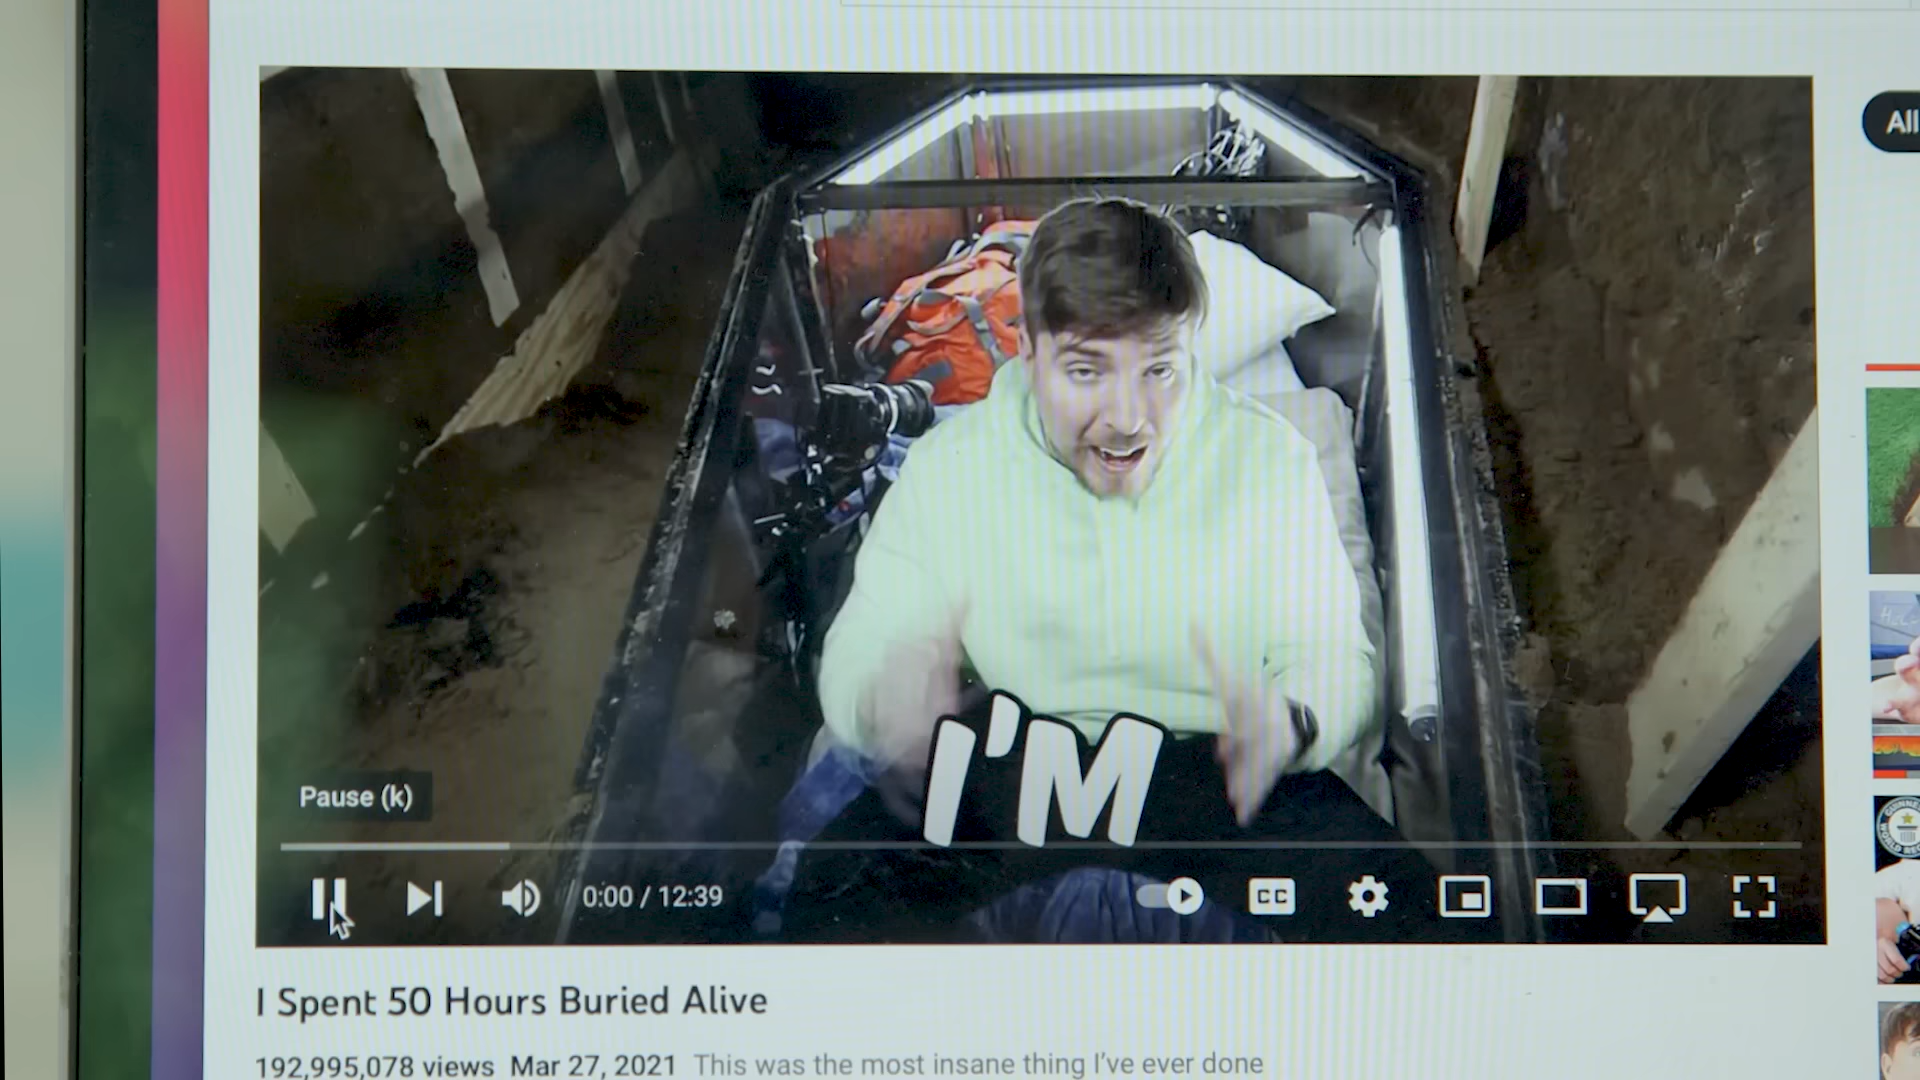 All
I'M
Pause (k)
0:00 / 12:39
CC
I Spent 50 Hours Buried Alive
192,995,078 views Mar 27, 2021 This was the most insane thing I've ever done